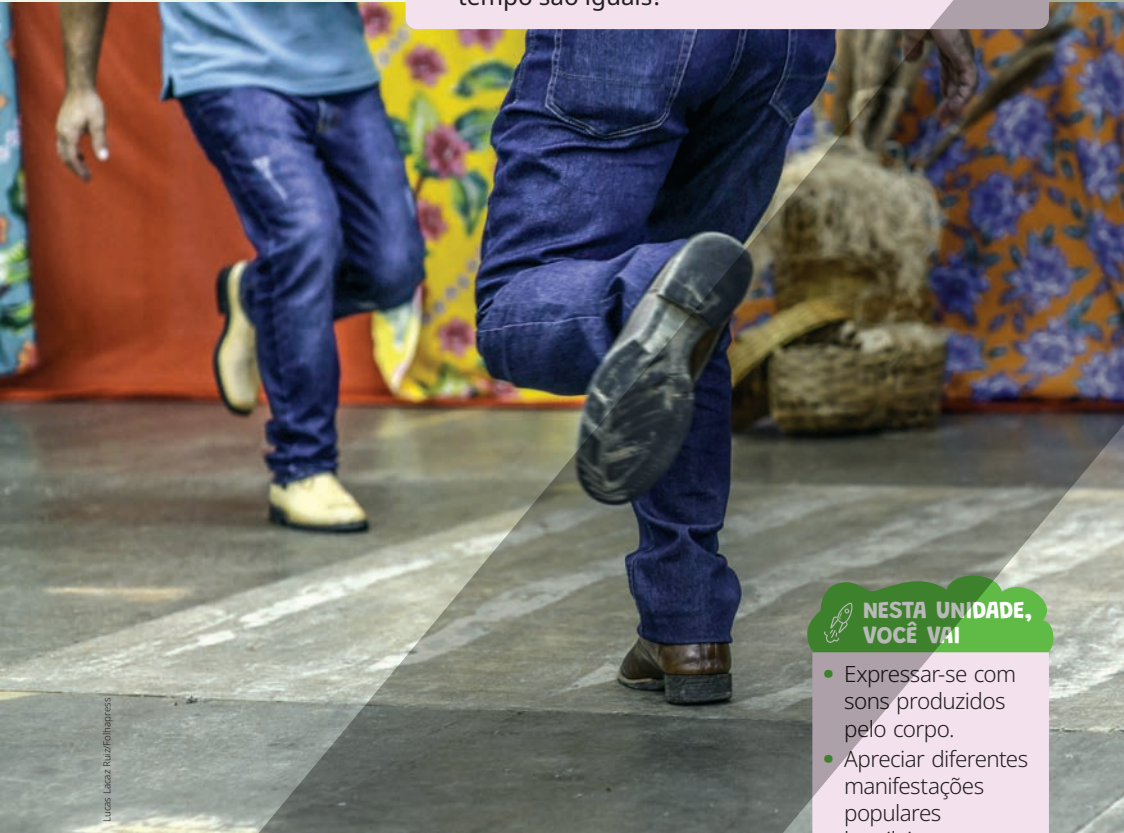 tempo são iguais?
NESTA UNIDADE,
VOCÊ VAI
• Expressar-se com
sons produzidos
pelo corpo.
• Apreciar diferentes
manifestações
populares
Lucas Lacaz Ruiz/Folhapress